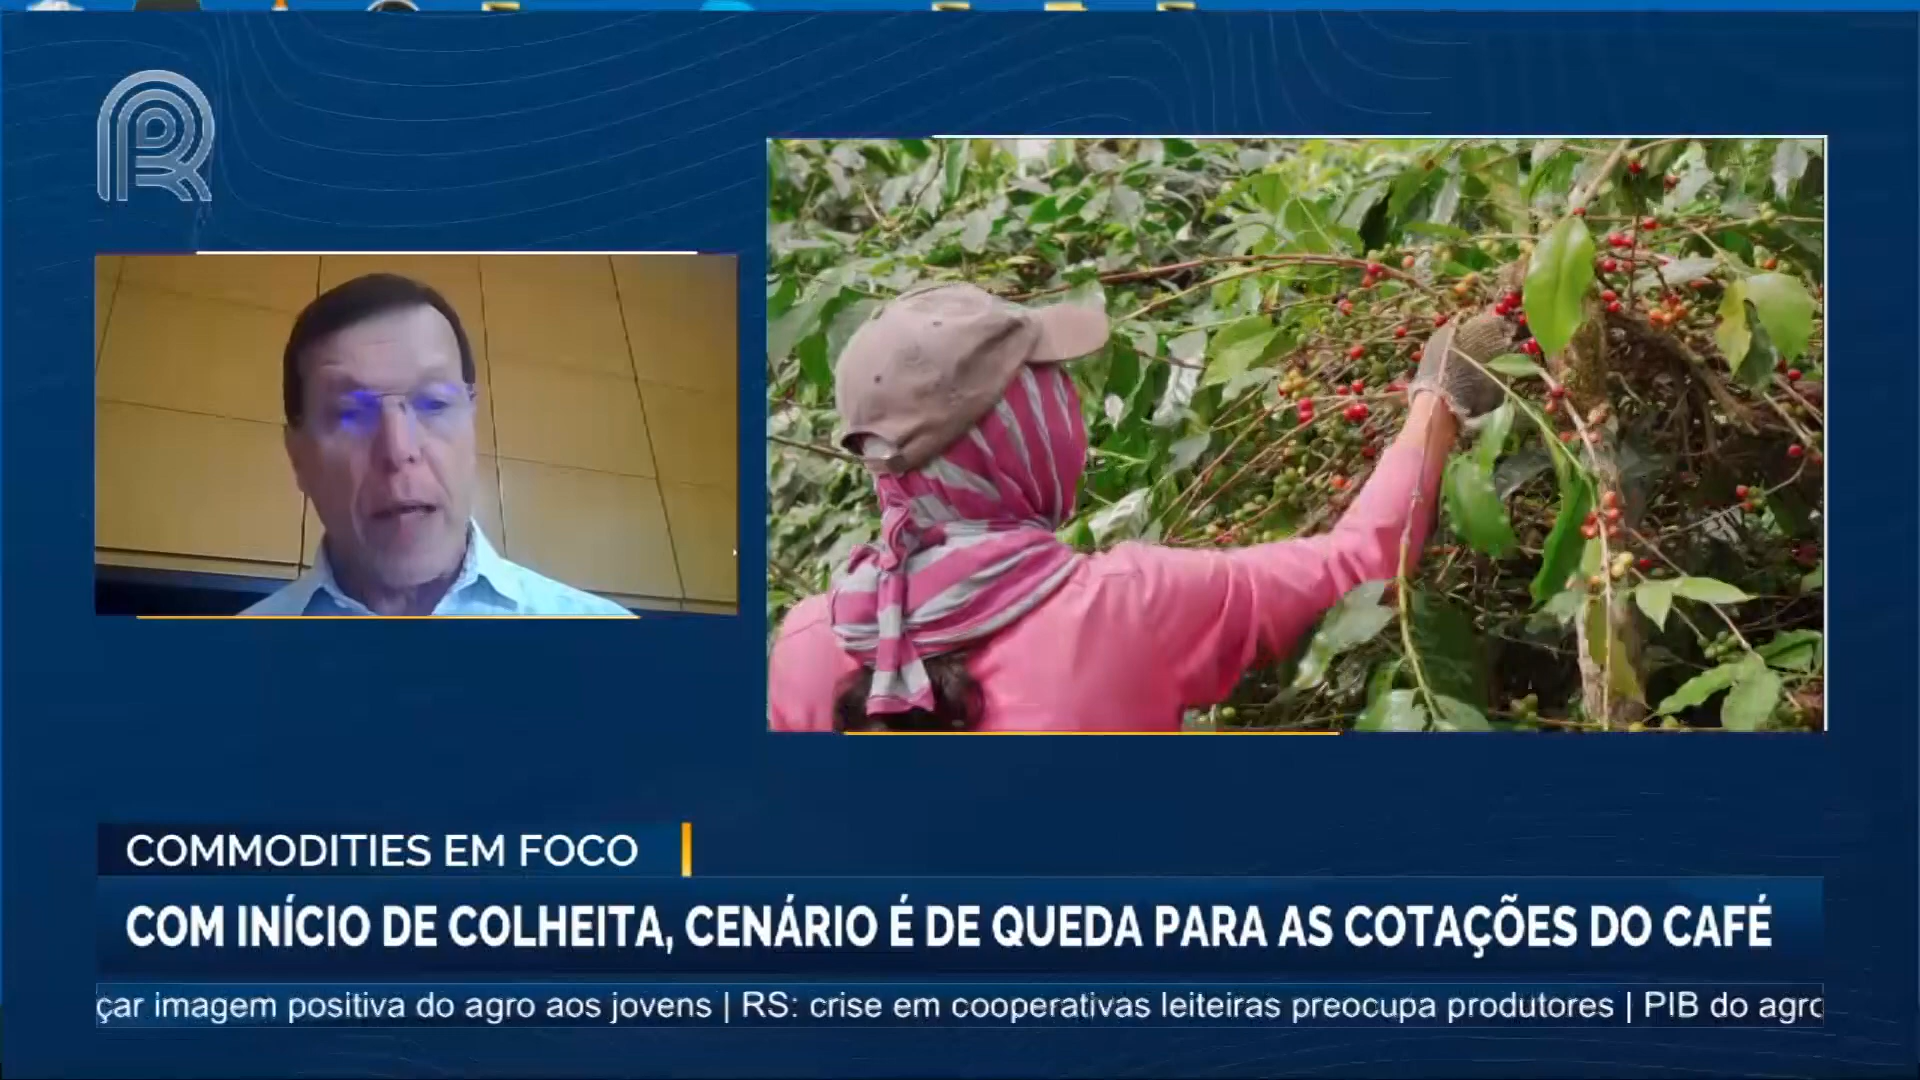 COMMODITIES EM FOCO
COM INÍCIO DE COLHEITA, CENÁRIO É DE QUEDA PARA AS COTAÇÕES DO CAFÉ
çar imagem positiva do agro aos jovens | RS: crise em cooperativas leiteiras preocupa produtores | PIB do agro